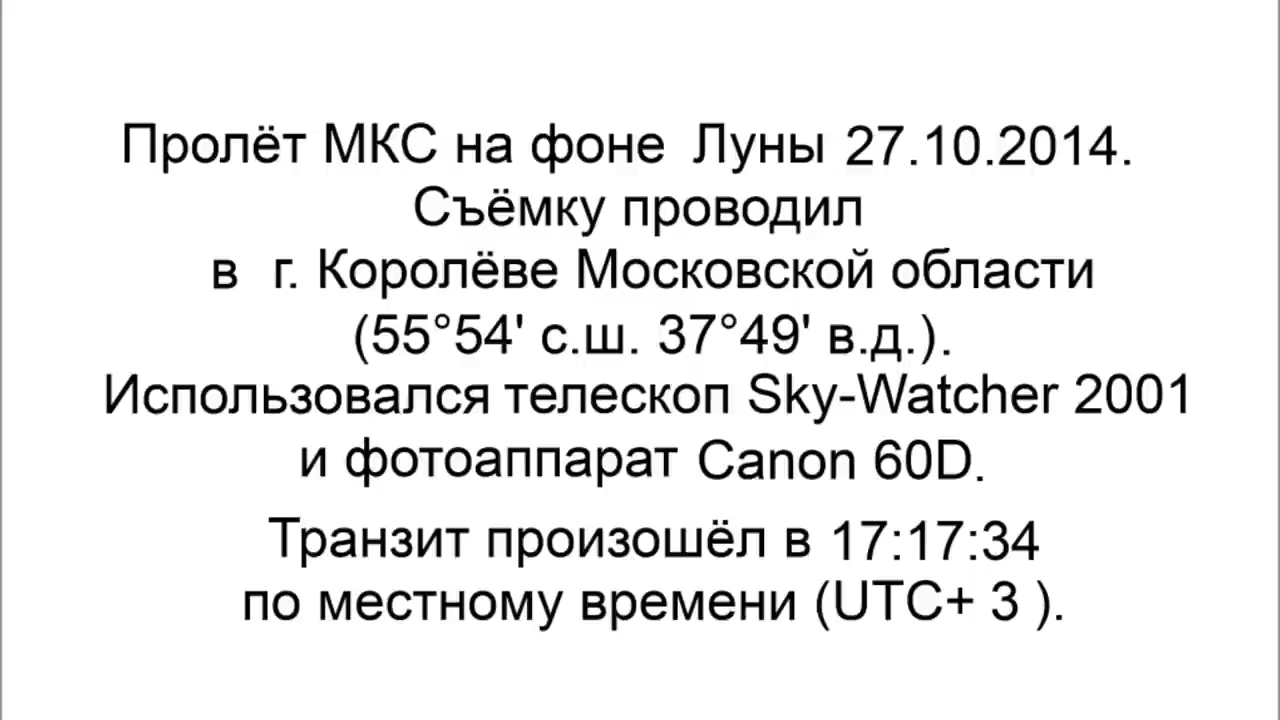 Пролёт МКС на фоне Луны 27.10.2014.
Съёмку проводил
в г. Королёве Московской области
(55°54' с.ш. 37°49' в.д.).
Использовался телескоп Sky-Watcher 2001
и фотоаппарат Canon 60D.
Транзит произошёл в 17:17:34
по местному времени (UTC+ 3 ).